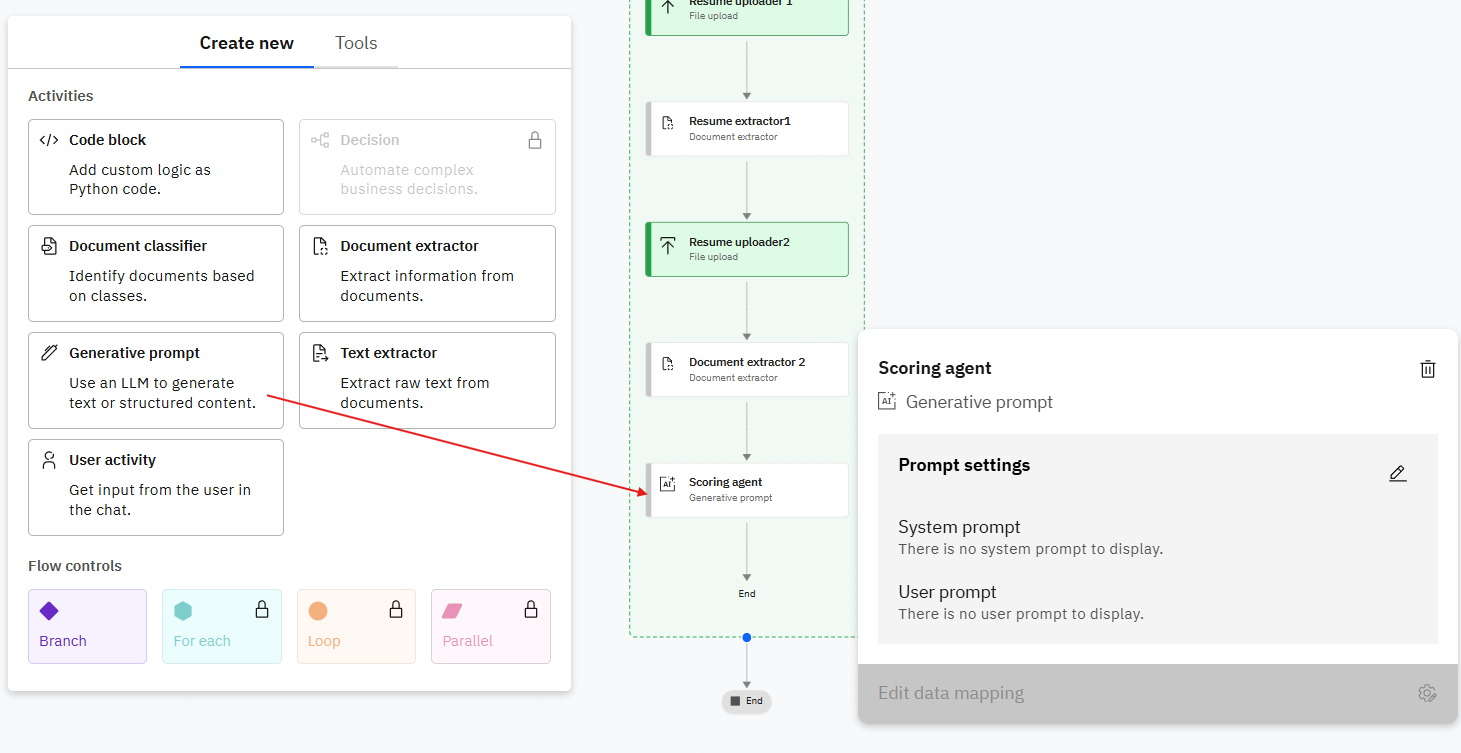 Create new
Tools
Activities
Code block
Add custom logic as
Python code.
Decision
Automate complex
business decisions.
Document classifier
Identify documents based
on classes.
Document extractor
Extract information from
documents.
Generative prompt
Use an LLM to generate
text or structured content.
Text extractor
Extract raw text from
documents.
User activity
Get input from the user in
the chat.
Flow controls
Branch
For each
Loop
Parallel
Resume uploader 1
File upload
Resume extractor1
Document extractor
Resume uploader2
File upload
Document extractor 2
Document extractor
AI
Scoring agent
Generative prompt
End
End
Scoring agent
AI
Generative prompt
Prompt settings
System prompt
There is no system prompt to display.
User prompt
There is no user prompt to display.
Edit data mapping